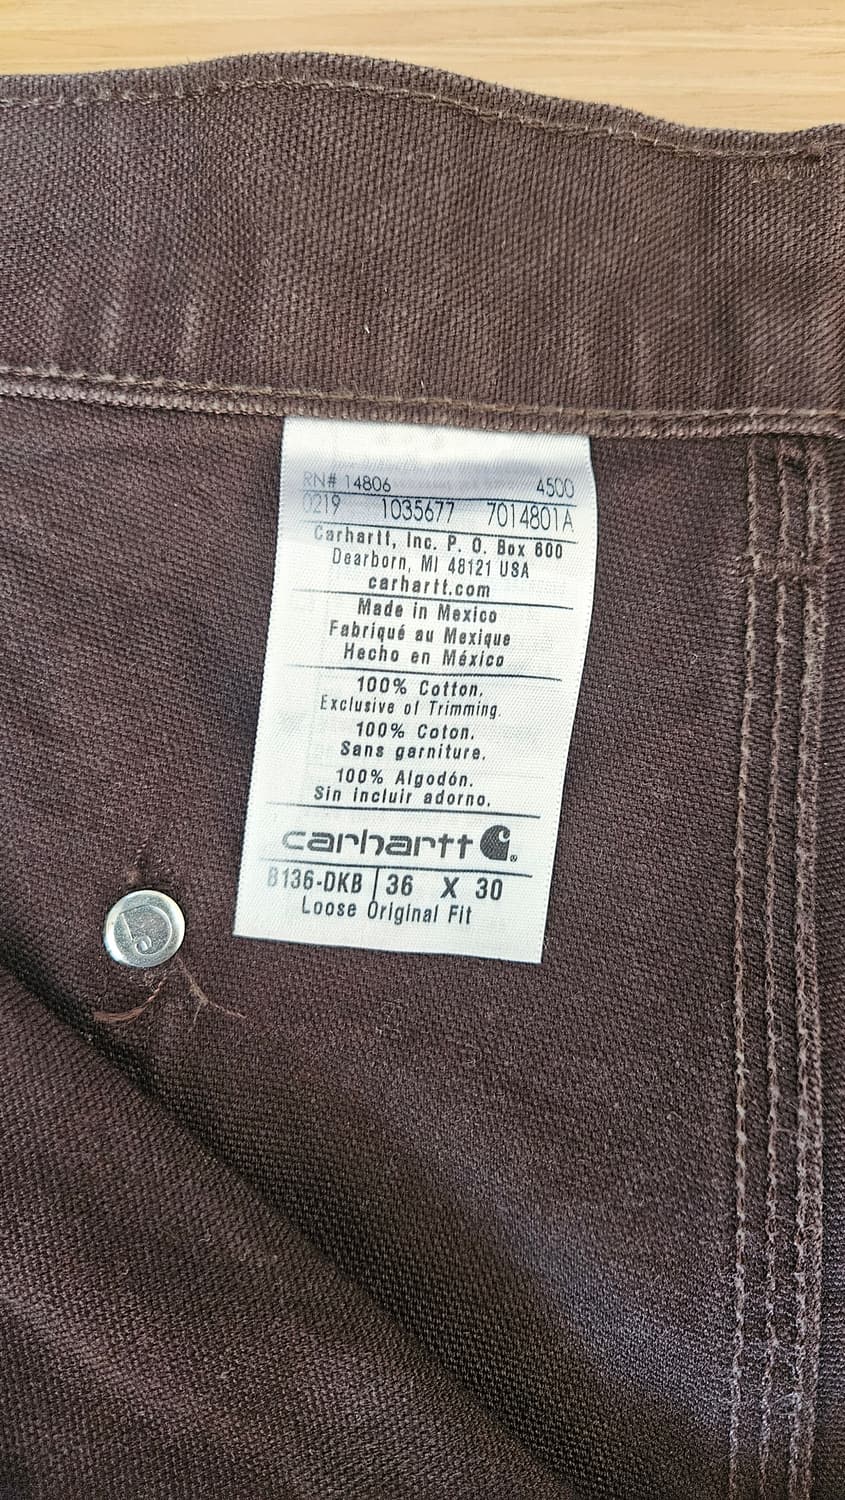 RN# 14806 4500
0219 1035677 7014801A
Carhartt, Inc. P. O. Box 600
Dearborn, MI 48121 USA
carhartt.com
Made in Mexico
Fabriqué au Mexique
Hecho en México
100% Cotton.
Exclusive of Trimming.
100% Coton.
Sans garniture.
100% Algodón.
Sin incluir adorno.
carhartt ®
B136-DKB 36 X 30
Loose Original Fit